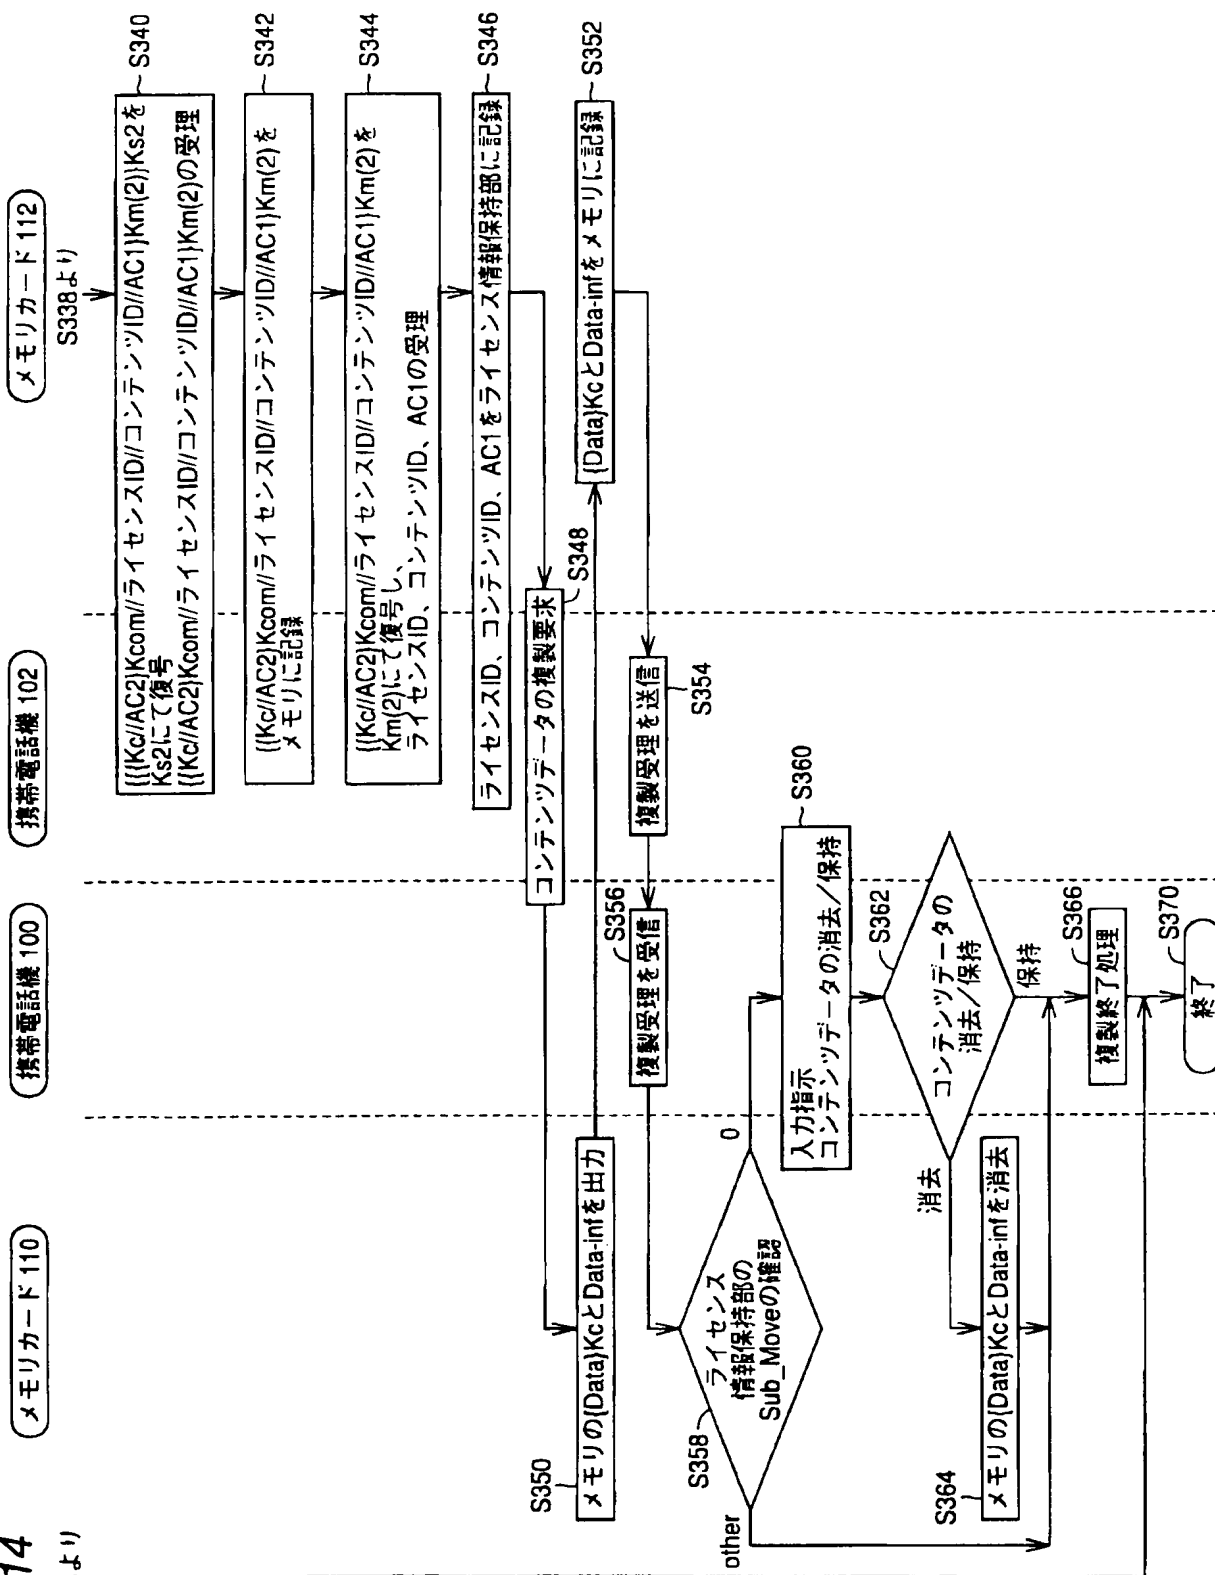 14
より
メモリカード 110
携帯電話機 100
携帯電話機 102
メモリカード 112
S338より
{{{Kc//AC2}Kcom//ライセンスID//コンテンツID//AC1}Km(2)}Ks2を
Ks2にて復号
{{Kc//AC2}Kcom//ライセンスID//コンテンツID//AC1}Km(2)の受理
S340
{{Kc//AC2}Kcom//ライセンスID//コンテンツID//AC1}Km(2)を
メモリに記録
S342
{{Kc//AC2}Kcom//ライセンスID//コンテンツID//AC1}Km(2)を
Km(2)にて復号し、
ライセンスID、コンテンツID、AC1の受理
S344
ライセンスID、コンテンツID、AC1をライセンス情報保持部に記録
S346
コンテンツデータの複製要求
S348
S350
メモリの{Data}KcとData-infを出力
{Data}KcとData-infをメモリに記録
S352
複製受理を送信
S354
S356
複製受理を受信
S358
ライセンス
情報保持部の
Sub_Moveの確認
0
other
S360
入力指示
コンテンツデータの消去/保持
S362
コンテンツデータの
消去/保持
消去
保持
S364
メモリの{Data}KcとData-infを消去
S366
複製終了処理
S370
終了